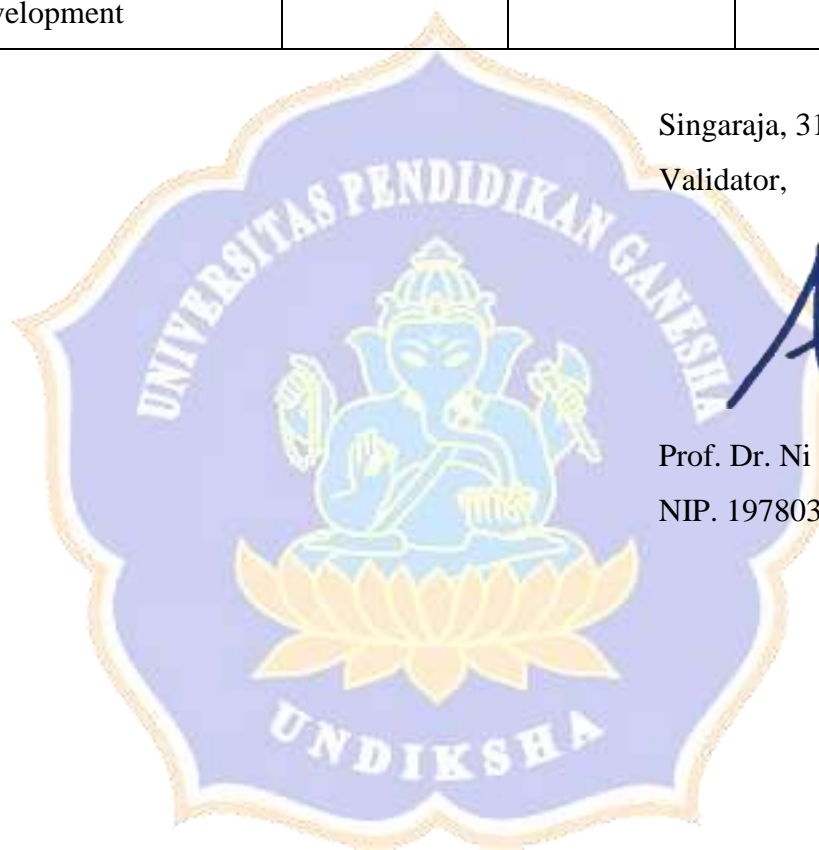 velopment
Singaraja, 31
Validator,
UNIVERSITAS PENDIDIKAN GANESHA
Prof. Dr. Ni
NIP. 197803
UNDIKSHA